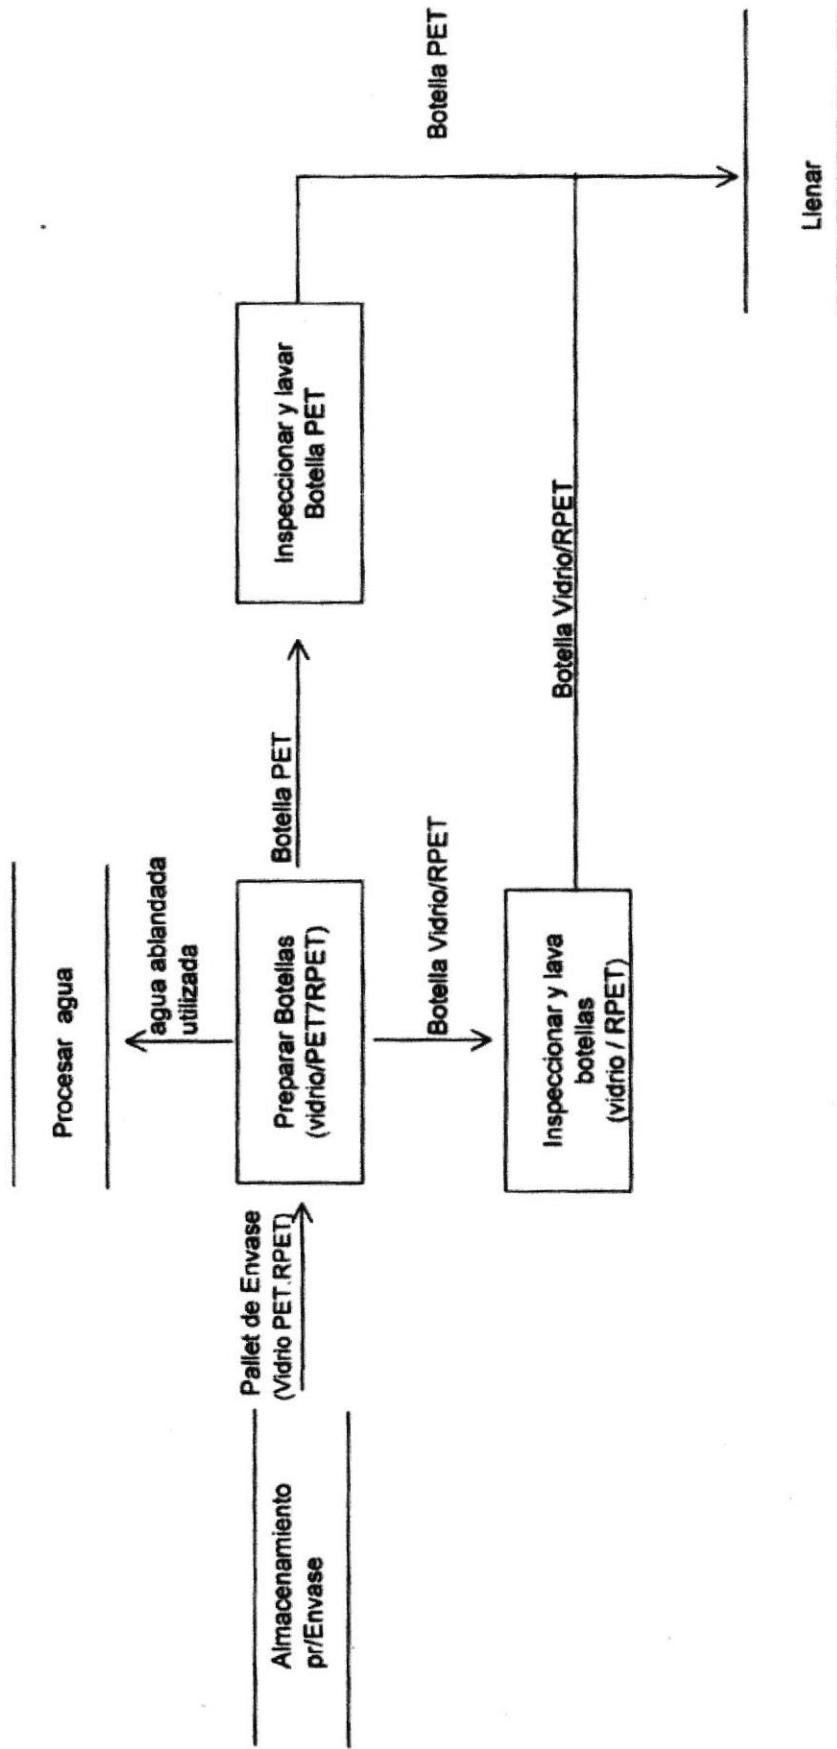 Procesar agua
agua ablandada
utilizada
Almacenamiento
pr/Envase
Pallet de Envase
(Vidrio PET.RPET)
Preparar Botellas
(vidrio/PET7RPET)
Botella PET
Inspeccionar y lavar
Botella PET
Botella Vidrio/RPET
Botella PET
Inspeccionar y lava
botellas
(vidrio / RPET)
Botella Vidrio/RPET
Llenar